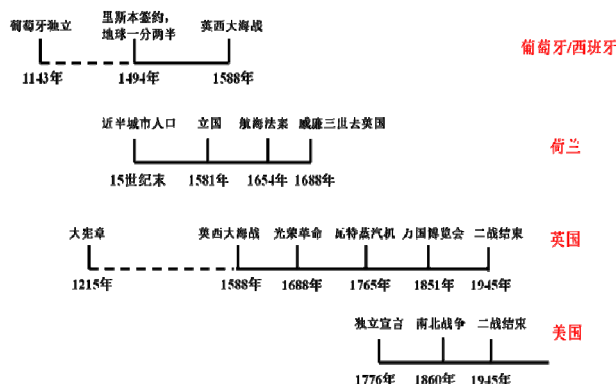 葡萄牙独立
里斯本签约，
地球一分两半
英西大海战
葡萄牙/西班牙
1143年
1494年
1588年
近半城市人口
立国
航海法案
威廉三世去英国
荷兰
15世纪末
1581年
1654年
1688年
大宪章
英西大海战
光荣革命
瓦特蒸汽机
万国博览会
二战结束
英国
1215年
1588年
1688年
1765年
1851年
1945年
独立宣言
南北战争
二战结束
美国
1776年
1860年
1945年